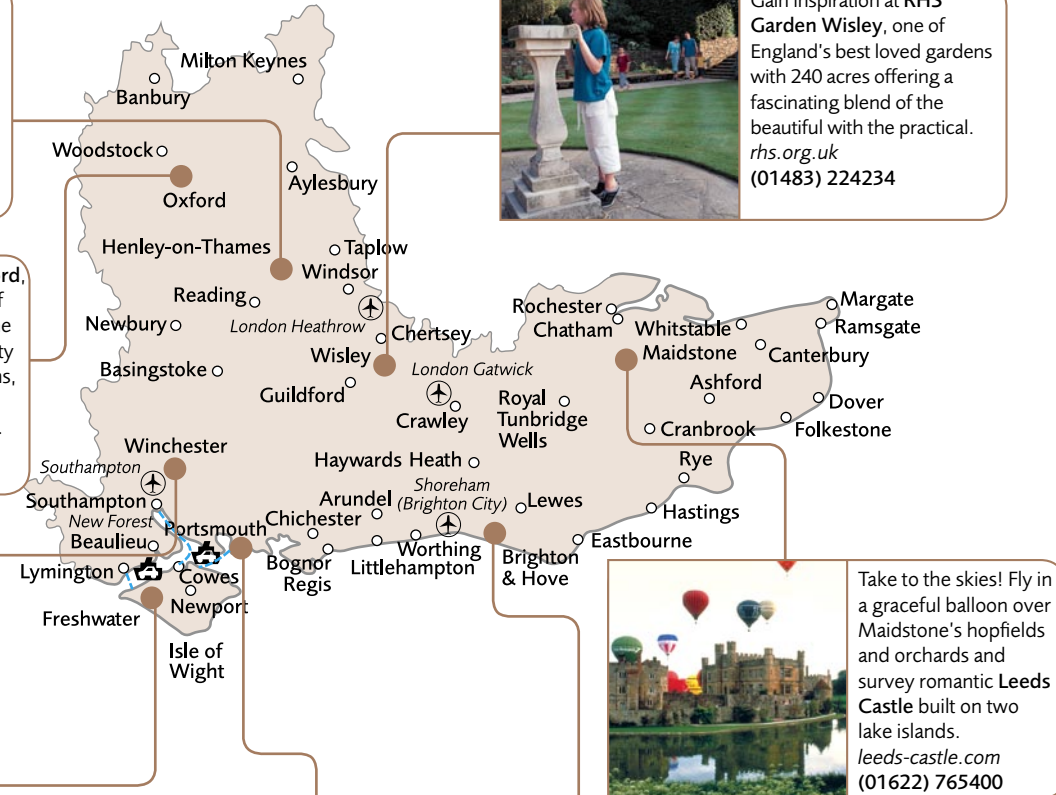 Gain inspiration at RHS
Garden Wisley, one of
England's best loved gardens
with 240 acres offering a
fascinating blend of the
beautiful with the practical.
rhs.org.uk
(01483) 224234
Milton Keynes
Banbury
Woodstock
Aylesbury
Oxford
Henley-on-Thames
Taplow
Windsor
Reading
London Heathrow
Newbury
Chertsey
Wisley
Basingstoke
Guildford
London Gatwick
Crawley
Rochester
Chatham
Whitstable
Margate
Ramsgate
Maidstone
Canterbury
Ashford
Royal
Tunbridge
Wells
Dover
Cranbrook
Folkestone
Rye
Winchester
Southampton
Southampton
New Forest
Beaulieu
Portsmouth
Lymington
Cowes
Newport
Freshwater
Isle of
Wight
Haywards Heath
Arundel
Shoreham
(Brighton City)
Lewes
Hastings
Chichester
Bognor
Regis
Littlehampton
Worthing
Brighton
& Hove
Eastbourne
Take to the skies! Fly in
a graceful balloon over
Maidstone's hopfields
and orchards and
survey romantic Leeds
Castle built on two
lake islands.
leeds-castle.com
(01622) 765400